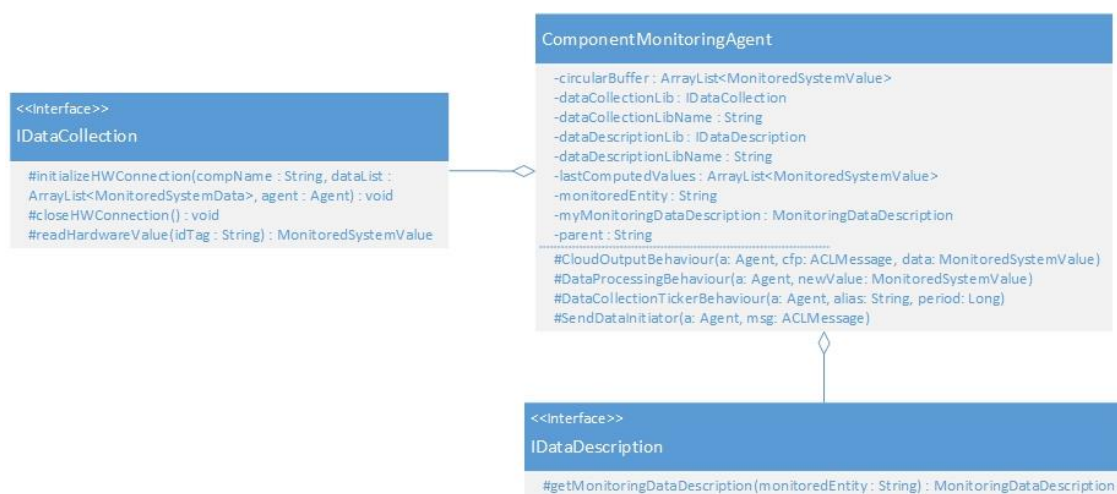 ComponentMonitoringAgent
-circularBuffer : ArrayList<MonitoredSystemValue>
-dataCollectionLib : IDataCollection
-dataCollectionLibName : String
-dataDescriptionLib : IDataDescription
-dataDescriptionLibName : String
-lastComputedValues : ArrayList<MonitoredSystemValue>
-monitoredEntity : String
-myMonitoringDataDescription : MonitoringDataDescription
-parent : String
#CloudOutputBehaviour(a: Agent, cfp: ACLMessage, data: MonitoredSystemValue)
#DataProcessingBehaviour(a: Agent, newValue: MonitoredSystemValue)
#DataCollectionTickerBehaviour(a: Agent, alias: String, period: Long)
#SendDataInitiator(a: Agent, msg: ACLMessage)
<<Interface>>
IDataCollection
#initializeHWConnection(compName : String, dataList :
ArrayList<MonitoredSystemData>, agent : Agent) : void
#closeHWConnection() : void
#readHardwareValue(idTag : String) : MonitoredSystemValue
<<Interface>>
IDataDescription
#getMonitoringDataDescription(monitoredEntity : String) : MonitoringDataDescription